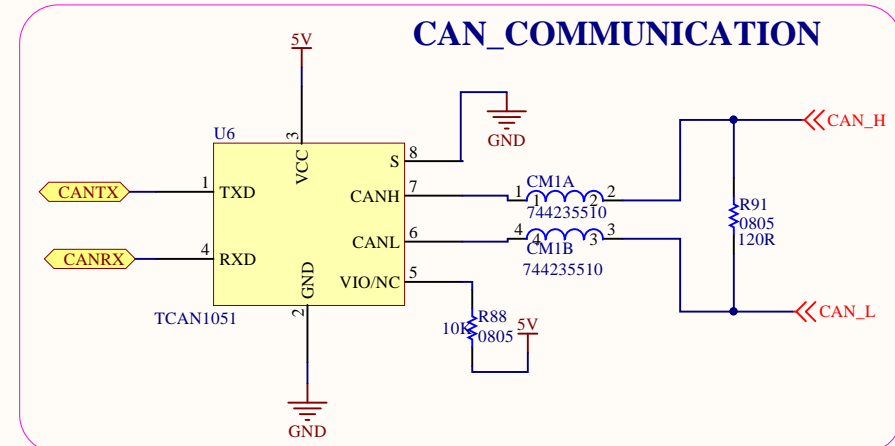 CAN_COMMUNICATION
5V
U6
3
VCC
8
S
GND
CAN_H
1
TXD
CANTX
CANH
7
1
CM1A
1
2
2
744235510
R91
0805
120R
CANL
6
4
4
3
3
CM1B
744235510
4
RXD
CANRX
VIO/NC
5
GND
2
TCAN1051
10K
R88
0805
5V
CAN_L
GND